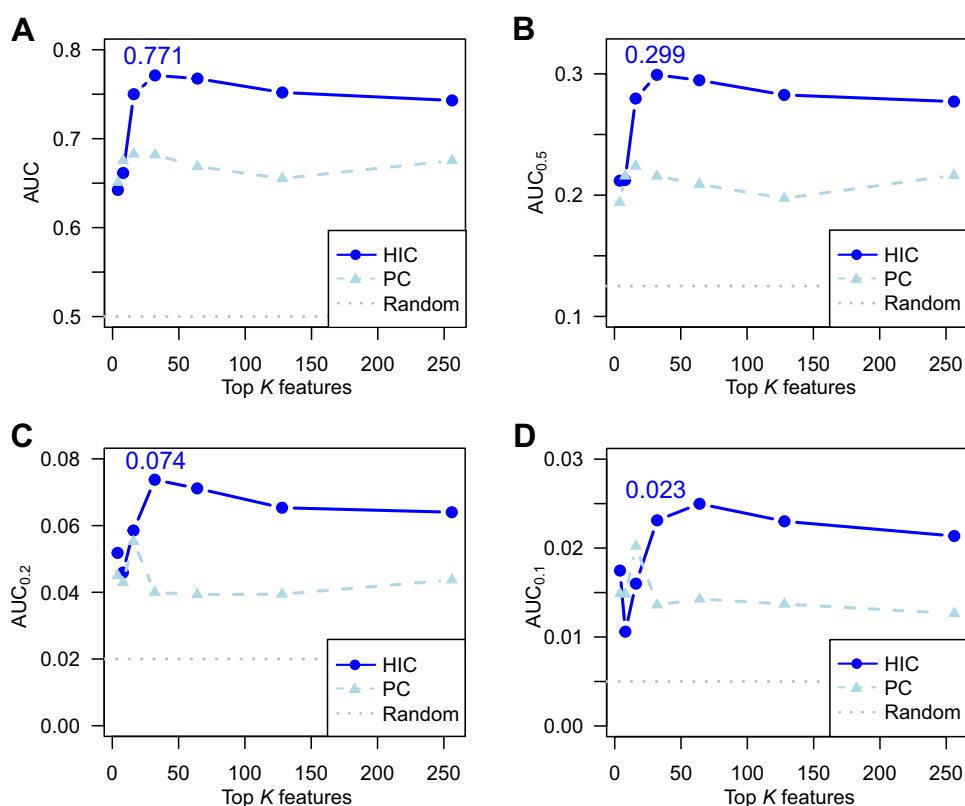 A
0.771
0.8
0.7
0.6
0.5
AUC
HIC
PC
Random
0 50 100 150 200 250
Top K features
B
0.299
0.3
0.2
0.1
AUC0.5
HIC
PC
Random
0 50 100 150 200 250
Top K features
C
0.074
0.08
0.06
0.04
0.02
0.00
AUC0.2
HIC
PC
Random
0 50 100 150 200 250
Top K features
D
0.023
0.03
0.02
0.01
0.00
AUC0.1
HIC
PC
Random
0 50 100 150 200 250
Top K features